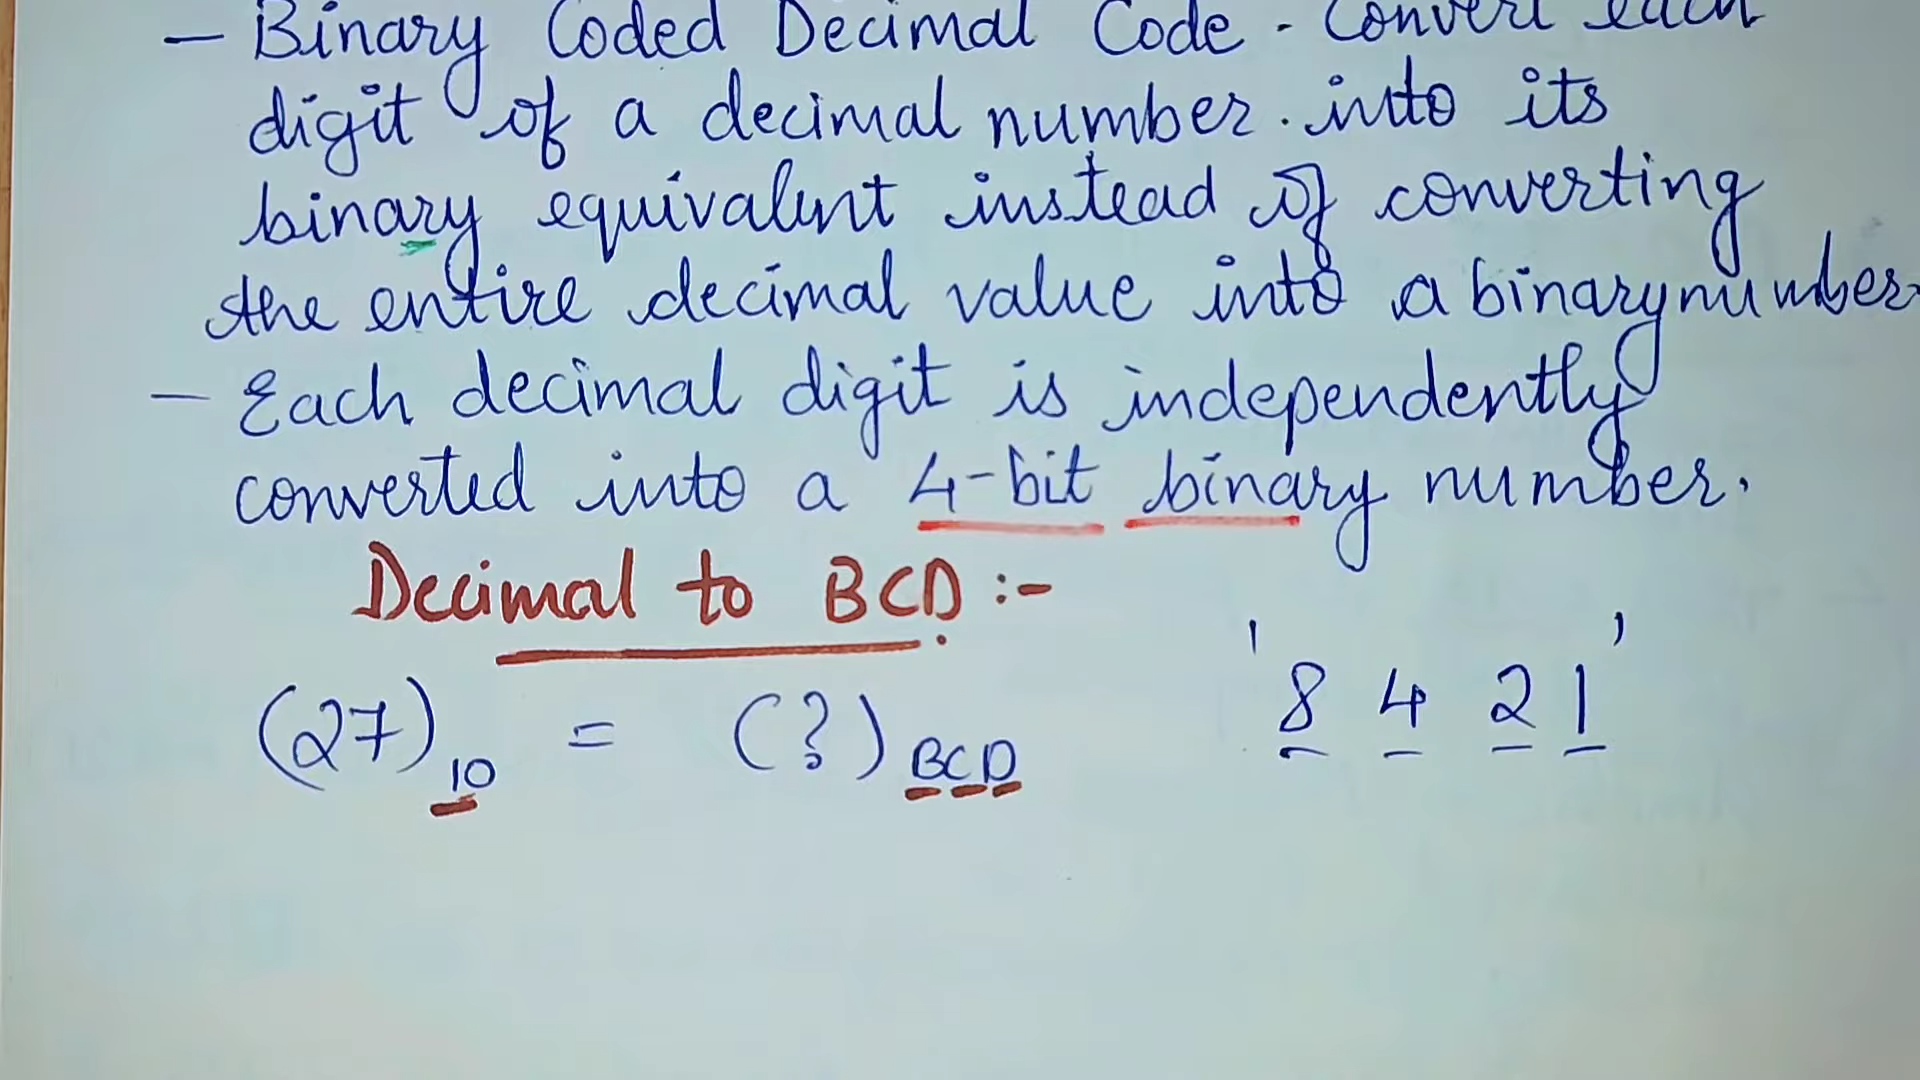 – Binary Coded Decimal Code - Convert each
digit of a decimal number. into its
binary equivalent instead of converting
the entire decimal value into a binary number.
– Each decimal digit is independently
converted into a 4-bit binary number.
Decimal to BCD :-
(27)10 = (?)BCD
' 8 4 2 1 '